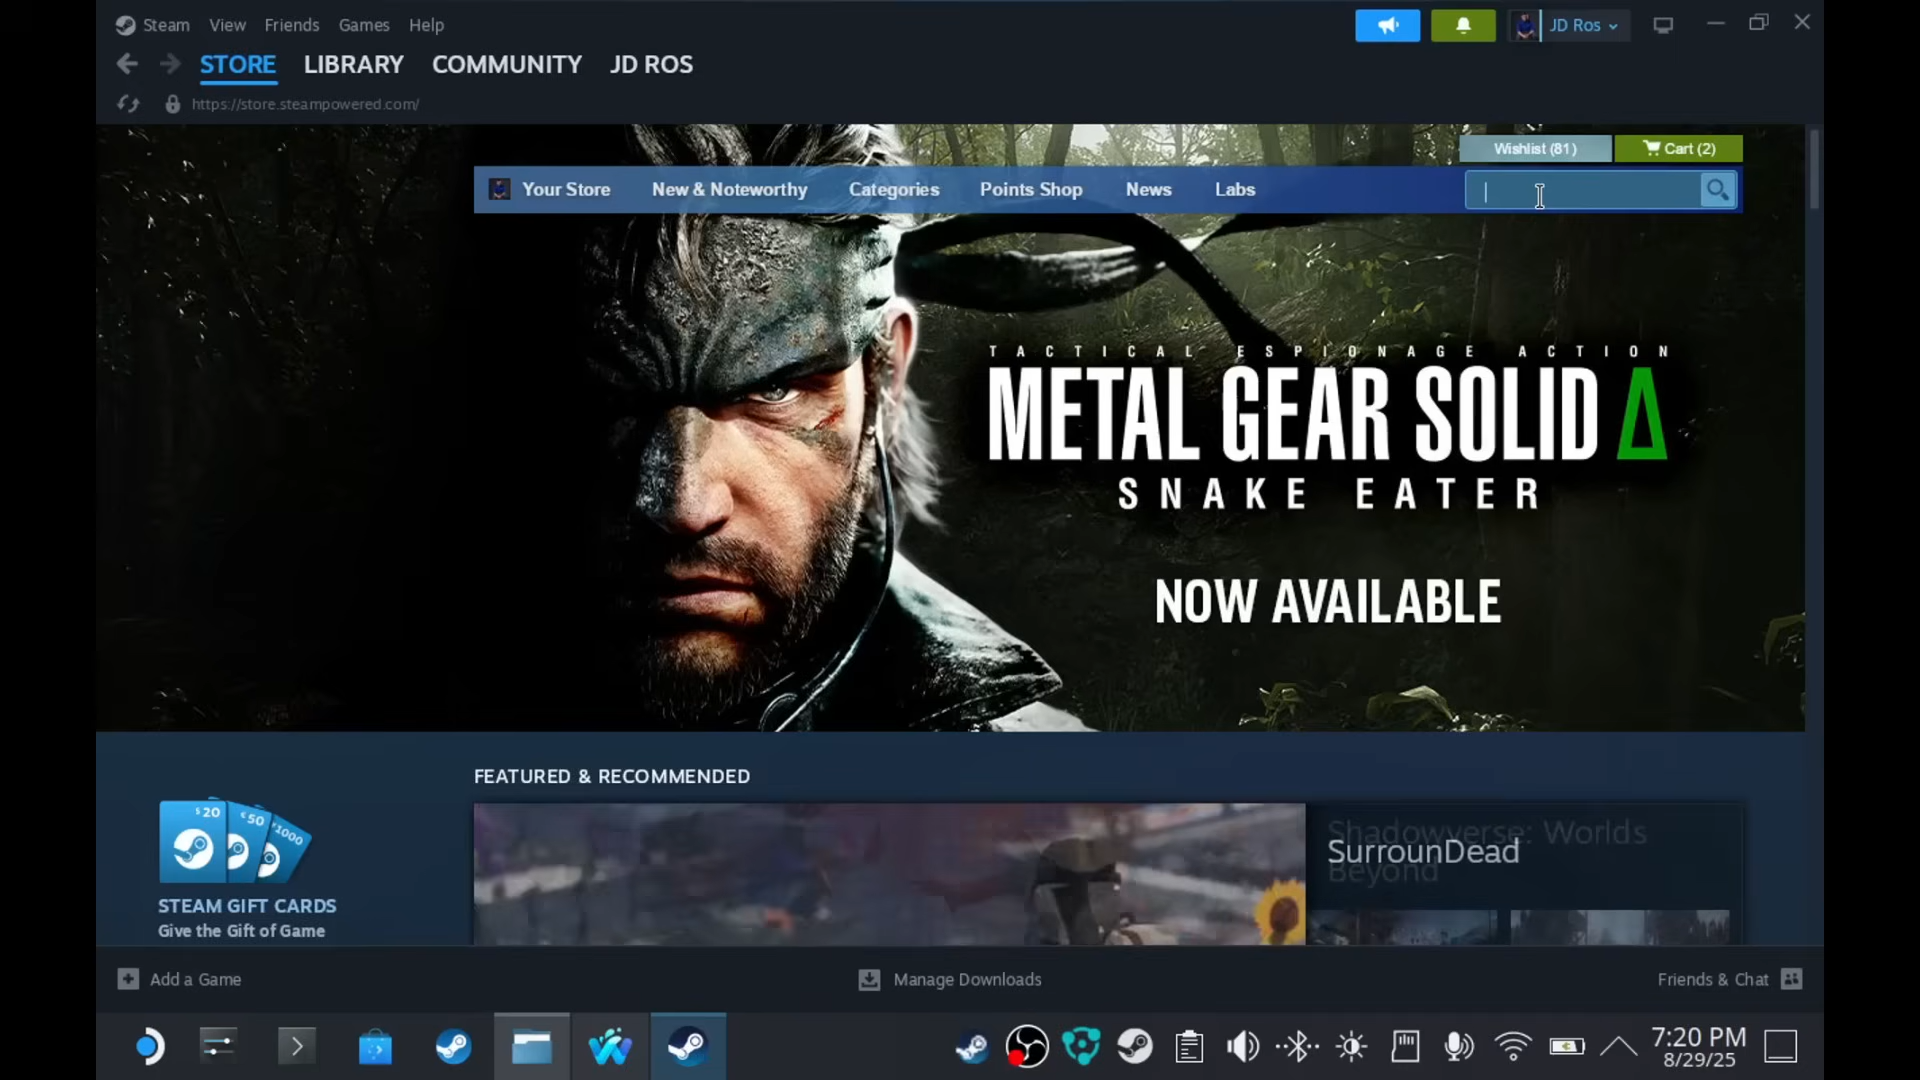 Steam View Friends Games Help
JD Ros
STORE LIBRARY COMMUNITY JD ROS
https://store.steampowered.com/
Wishlist (81) Cart (2)
Your Store New & Noteworthy Categories Points Shop News Labs
TACTICAL ESPIONAGE ACTION
METAL GEAR SOLID Δ
SNAKE EATER
NOW AVAILABLE
FEATURED & RECOMMENDED
$20 €50 ¥1000
Shadowverse: Worlds
Beyond
SurrounDead
STEAM GIFT CARDS
Give the Gift of Game
Add a Game Manage Downloads Friends & Chat
7:20 PM
8/29/25